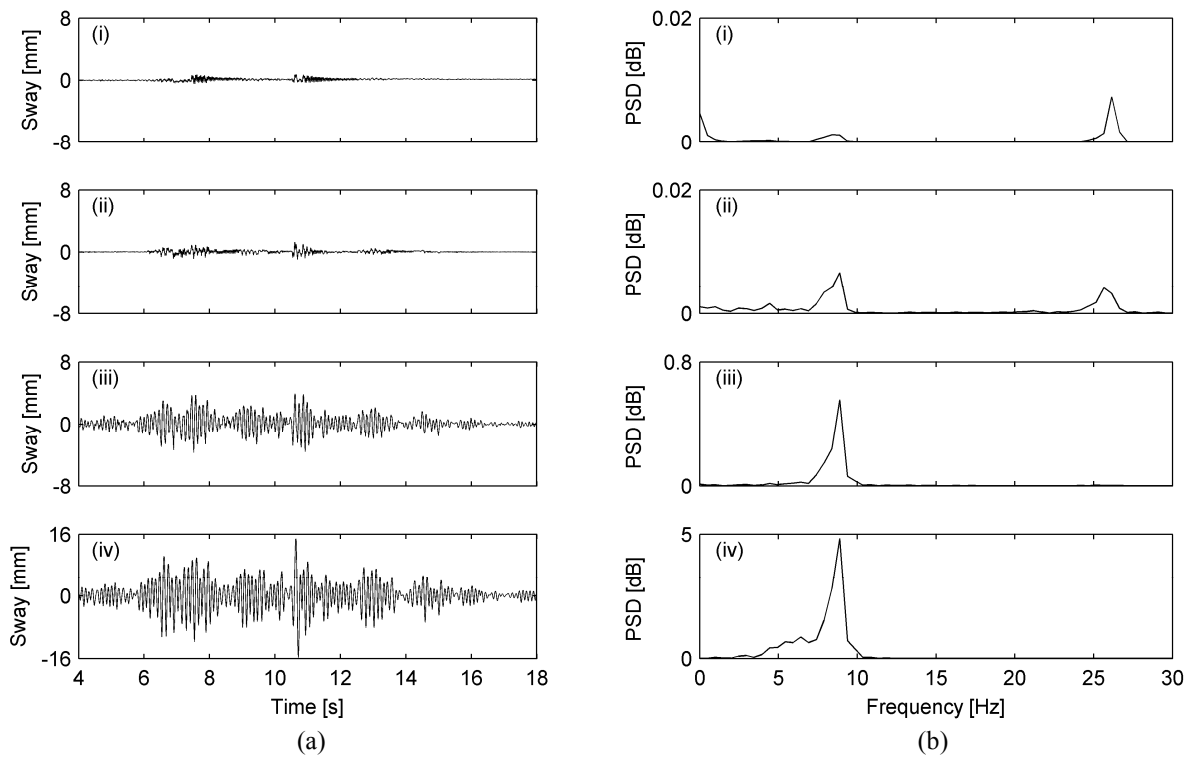 (i)
8
0
-8
Sway [mm]
(ii)
8
0
-8
Sway [mm]
(iii)
8
0
-8
Sway [mm]
(iv)
16
0
-16
Sway [mm]
4 6 8 10 12 14 16 18
Time [s]
(a)
(i)
0.02
0
PSD [dB]
(ii)
0.02
0
PSD [dB]
(iii)
0.8
0
PSD [dB]
(iv)
5
0
PSD [dB]
0 5 10 15 20 25 30
Frequency [Hz]
(b)